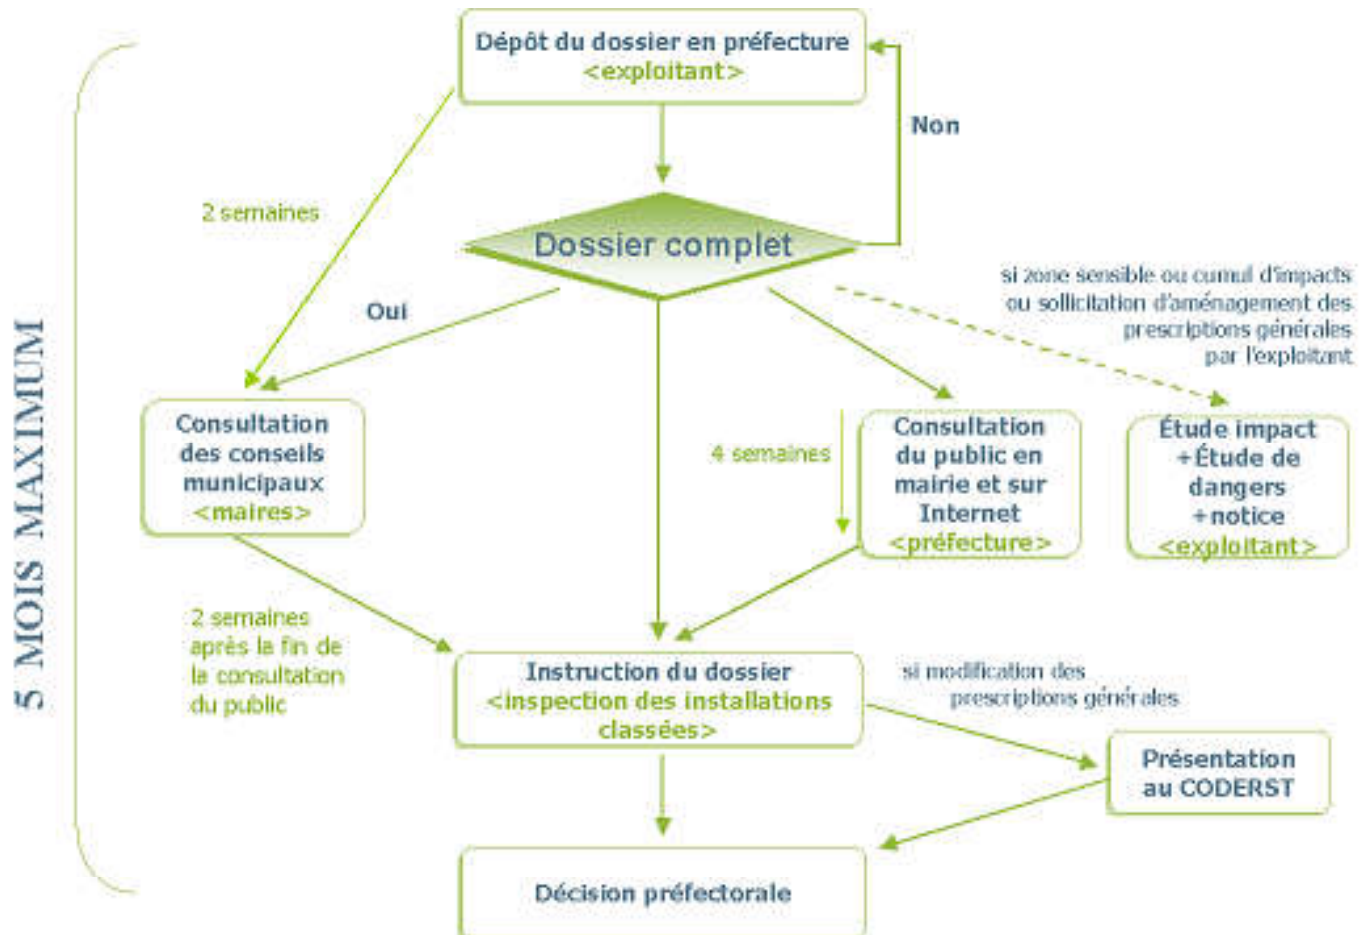 Dépôt du dossier en préfecture
<exploitant>
Non
2 semaines
Dossier complet
si zone sensible ou cumul d'impacts
ou sollicitation d'aménagement des
prescriptions générales
par l'exploitant
Oui
5 MOIS MAXIMUM
Consultation
des conseils
municipaux
<maires>
4 semaines
Consultation
du public en
mairie et sur
Internet
<préfecture>
Étude impact
+Étude de
dangers
+notice
<exploitant>
2 semaines
après la fin de
la consultation
du public
Instruction du dossier
<inspection des installations
classées>
si modification des
prescriptions générales
Présentation
au CODERST
Décision préfectorale